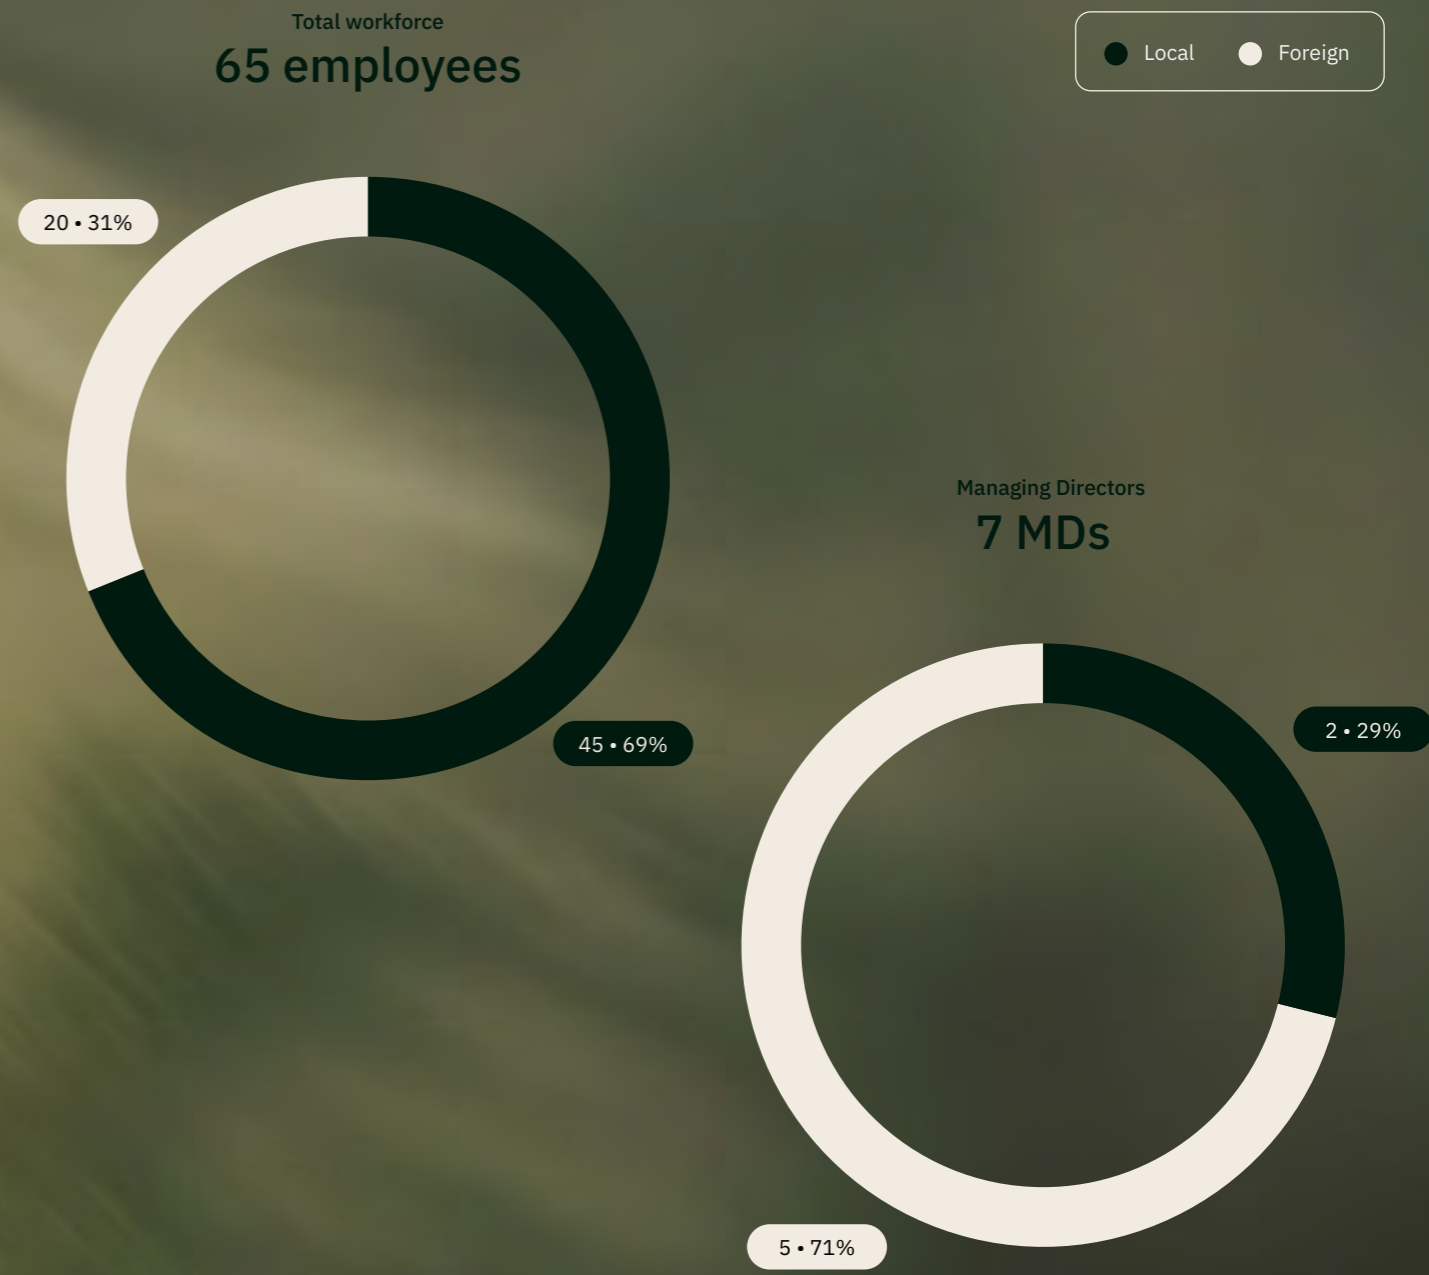 Total workforce
65 employees
Local
Foreign
20 • 31%
45 • 69%
Managing Directors
7 MDs
2 • 29%
5 • 71%